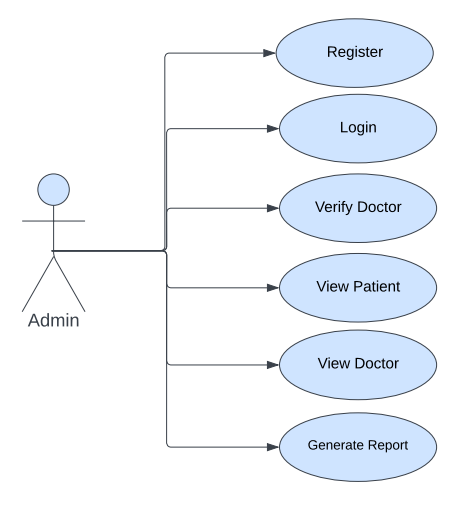 Register
Login
Verify Doctor
View Patient
Admin
View Doctor
Generate Report